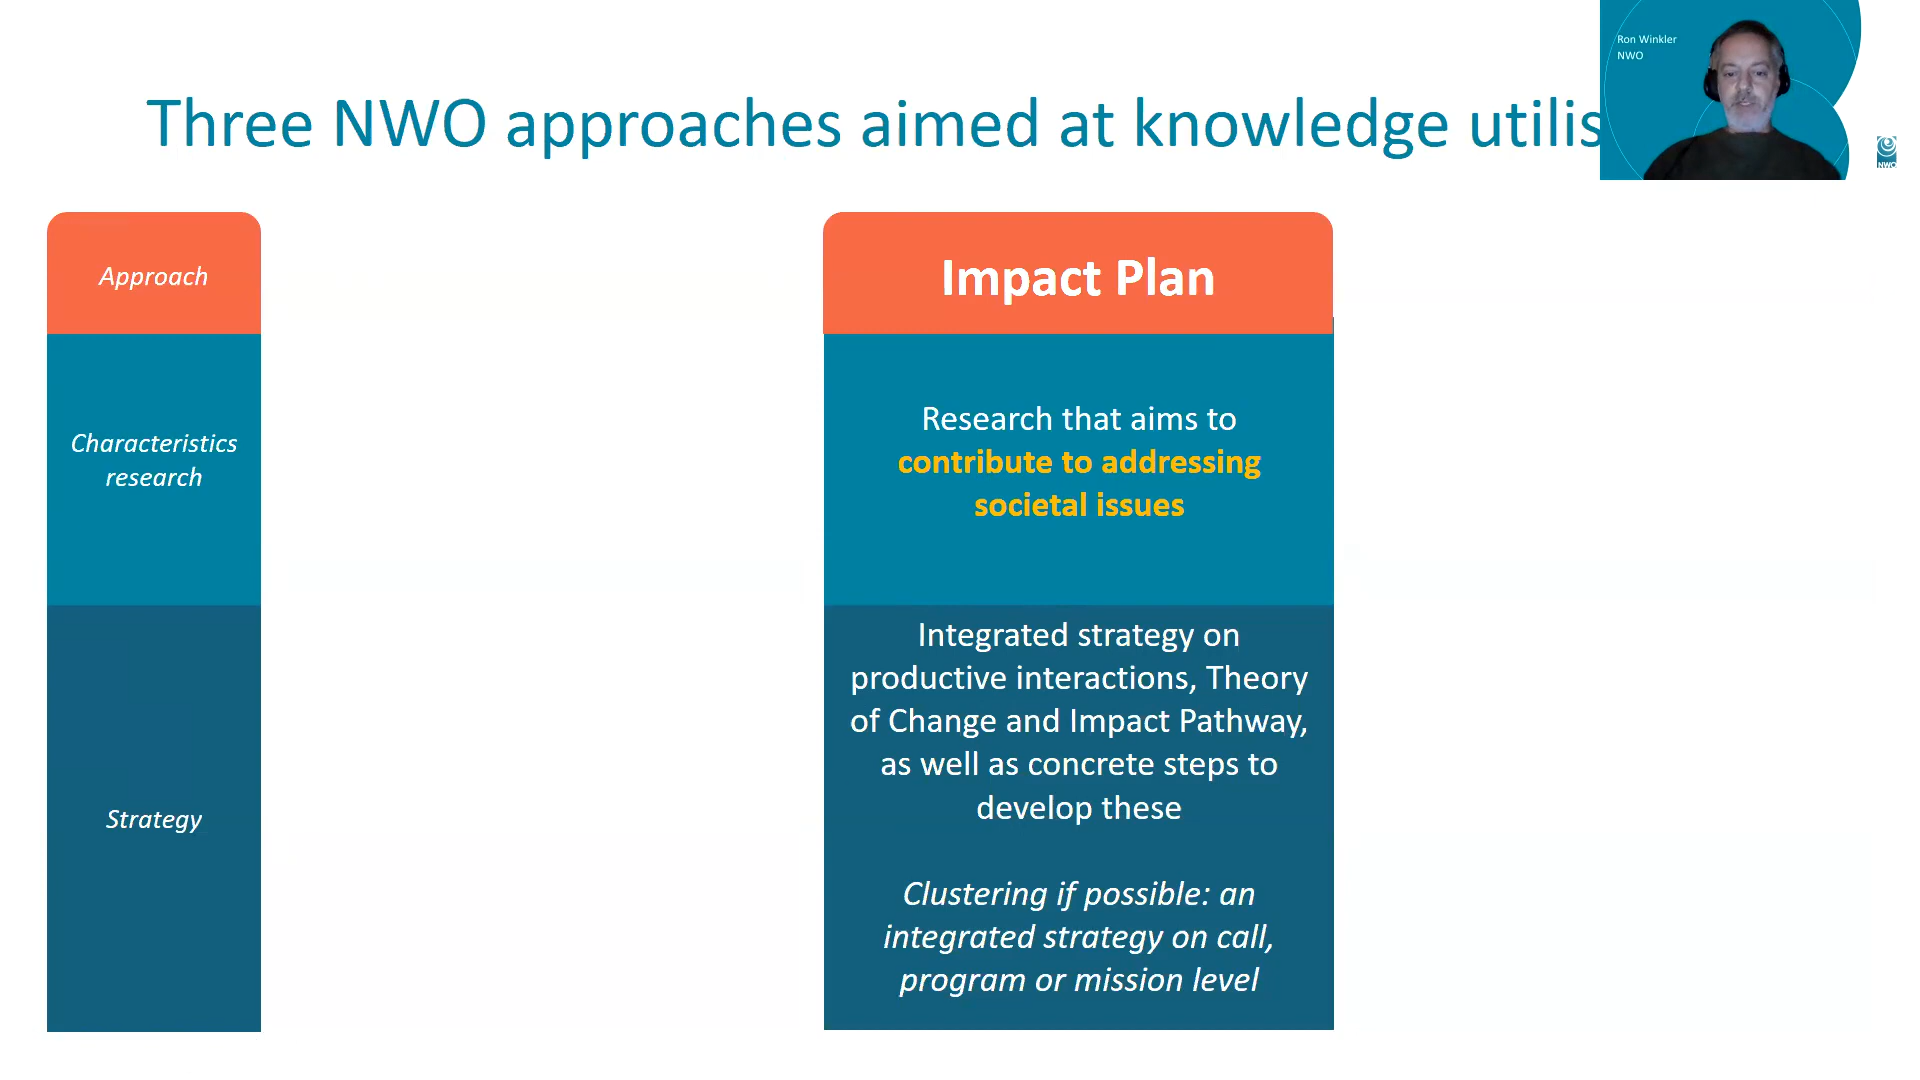 Three NWO approaches aimed at knowledge utilis
Ron Winkler
NWO
NWO
Approach
Impact Plan
Characteristics
research
Research that aims to
contribute to addressing
societal issues
Strategy
Integrated strategy on
productive interactions, Theory
of Change and Impact Pathway,
as well as concrete steps to
develop these
Clustering if possible: an
integrated strategy on call,
program or mission level